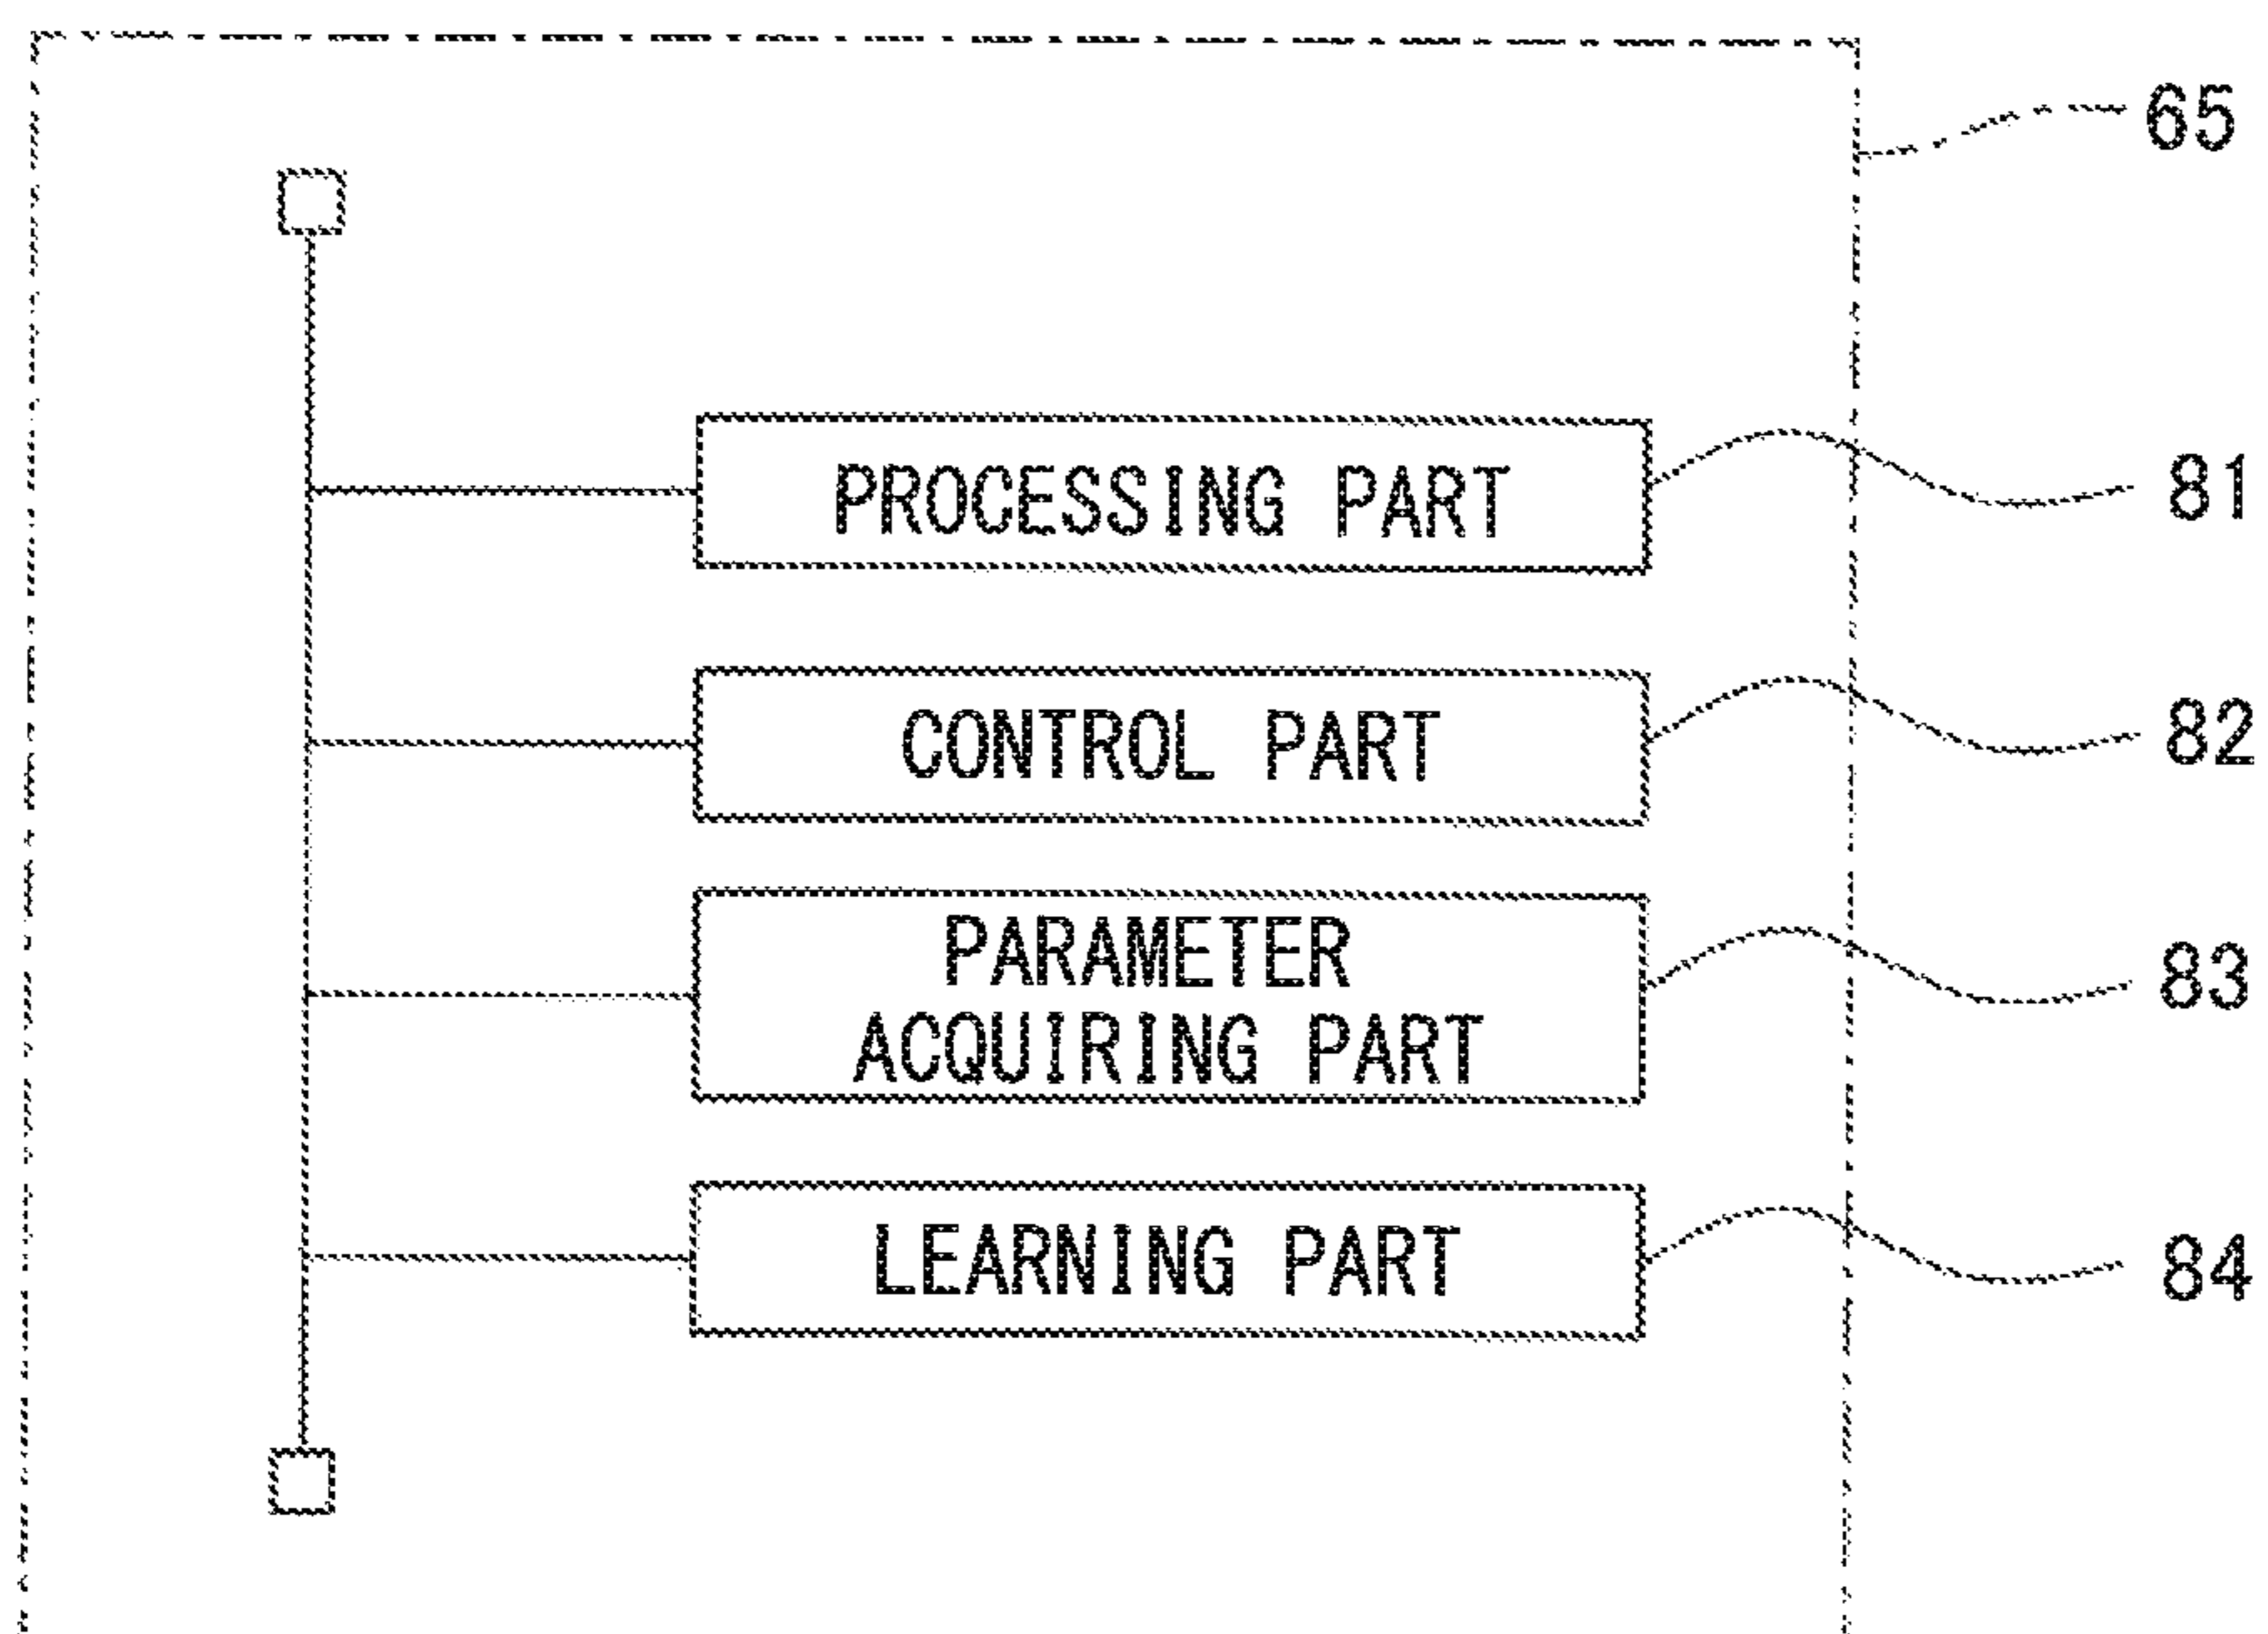 65
PROCESSING PART
81
CONTROL PART
82
PARAMETER
ACQUIRING PART
83
LEARNING PART
84